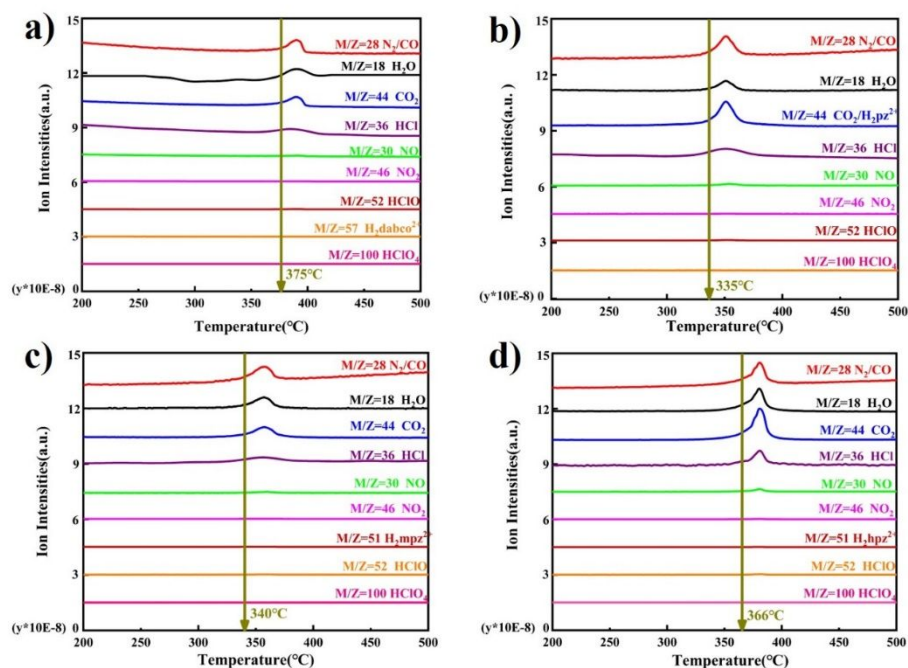 a)
15
12
9
6
3
0
(y*10E-8)
Ion Intensities(a.u.)
M/Z=28 N₂/CO
M/Z=18 H₂O
M/Z=44 CO₂
M/Z=36 HCl
M/Z=30 NO
M/Z=46 NO₂
M/Z=52 HClO
M/Z=57 H₂dabco²⁺
M/Z=100 HClO₄
375℃
200 250 300 350 400 450 500
Temperature(℃)
b)
15
12
9
6
3
0
(y*10E-8)
Ion Intensities(a.u.)
M/Z=28 N₂/CO
M/Z=18 H₂O
M/Z=44 CO₂/H₂pz²⁺
M/Z=36 HCl
M/Z=30 NO
M/Z=46 NO₂
M/Z=52 HClO
M/Z=100 HClO₄
335℃
200 250 300 350 400 450 500
Temperature(℃)
c)
15
12
9
6
3
0
(y*10E-8)
Ion Intensities(a.u.)
M/Z=28 N₂/CO
M/Z=18 H₂O
M/Z=44 CO₂
M/Z=36 HCl
M/Z=30 NO
M/Z=46 NO₂
M/Z=51 H₂mpz²⁺
M/Z=52 HClO
M/Z=100 HClO₄
340℃
200 250 300 350 400 450 500
Temperature(℃)
d)
15
12
9
6
3
0
(y*10E-8)
Ion Intensities(a.u.)
M/Z=28 N₂/CO
M/Z=18 H₂O
M/Z=44 CO₂
M/Z=36 HCl
M/Z=30 NO
M/Z=46 NO₂
M/Z=51 H₂hpz²⁺
M/Z=52 HClO
M/Z=100 HClO₄
366℃
200 250 300 350 400 450 500
Temperature(℃)